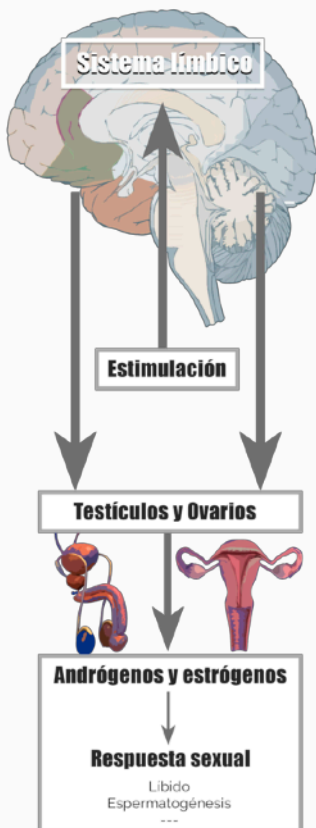 Sistema límbico
Estimulación
Testículos y Ovarios
Andrógenos y estrógenos
Respuesta sexual
Libido
Espermatogénesis
---